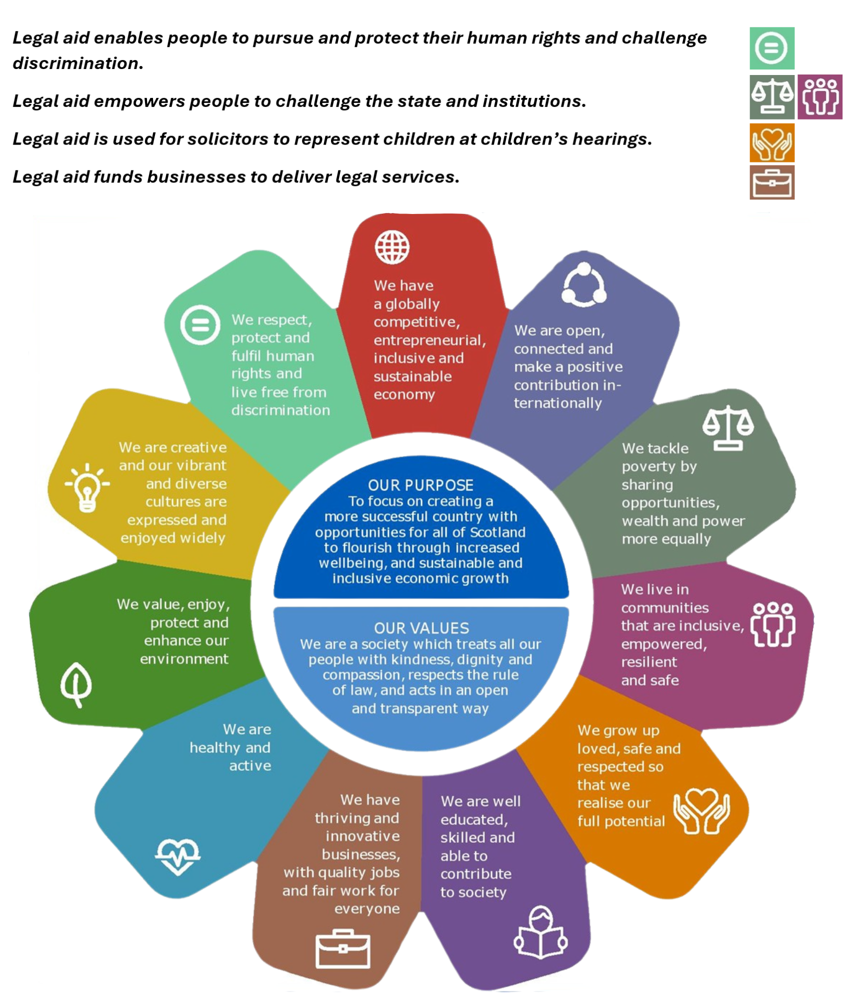 Legal aid enables people to pursue and protect their human rights and challenge
discrimination.
Legal aid empowers people to challenge the state and institutions.
Legal aid is used for solicitors to represent children at children’s hearings.
Legal aid funds businesses to deliver legal services.
We have
a globally
competitive,
entrepreneurial,
inclusive and
sustainable
economy
We are open,
connected and
make a positive
contribution in-
ternationally
We tackle
poverty by
sharing
opportunities,
wealth and power
more equally
We live in
communities
that are inclusive,
empowered,
resilient
and safe
We grow up
loved, safe and
respected so
that we
realise our
full potential
We are well
educated,
skilled and
able to
contribute
to society
We have
thriving and
innovative
businesses,
with quality jobs
and fair work for
everyone
We are
healthy and
active
We value, enjoy,
protect and
enhance our
environment
We are creative
and our vibrant
and diverse
cultures are
expressed and
enjoyed widely
We respect,
protect and
fulfil human
rights and
live free from
discrimination
OUR PURPOSE
To focus on creating a
more successful country with
opportunities for all of Scotland
to flourish through increased
wellbeing, and sustainable and
inclusive economic growth
OUR VALUES
We are a society which treats all our
people with kindness, dignity and
compassion, respects the rule
of law, and acts in an open
and transparent way